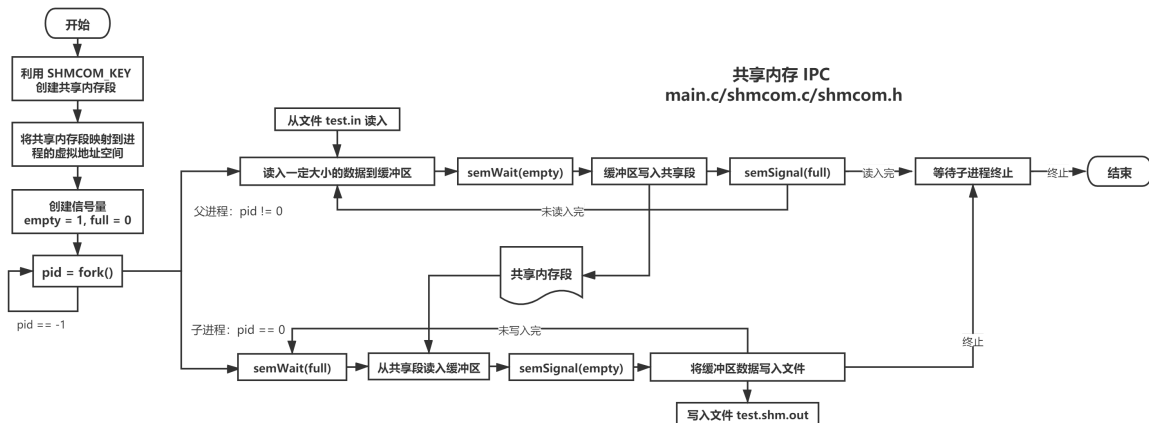 开始
利用 SHMCOM_KEY
创建共享内存段
将共享内存段映射到进
程的虚拟地址空间
创建信号量
empty = 1, full = 0
pid = fork()
pid == -1
共享内存 IPC
main.c/shmcom.c/shmcom.h
从文件 test.in 读入
读入一定大小的数据到缓冲区
semWait(empty)
缓冲区写入共享段
semSignal(full)
读入完
等待子进程终止
终止
结束
父进程：pid != 0
未读入完
共享内存段
子进程：pid == 0
未写入完
终止
semWait(full)
从共享段读入缓冲区
semSignal(empty)
将缓冲区数据写入文件
写入文件 test.shm.out